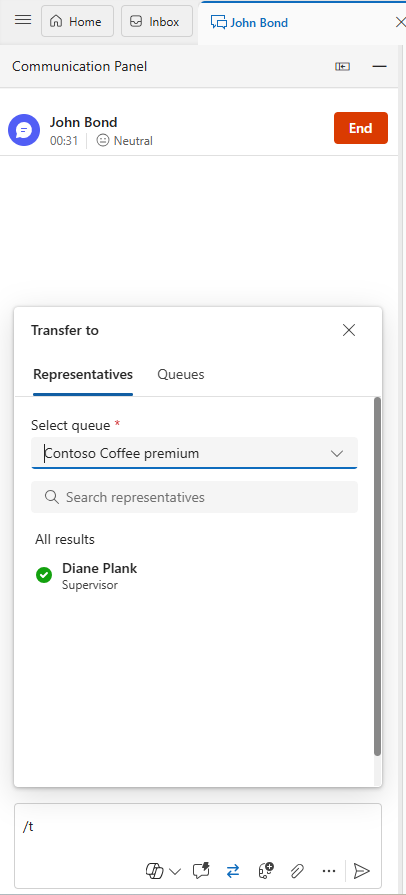 Home
Inbox
John Bond
Communication Panel
John Bond
00:31
Neutral
End
Transfer to
Representatives
Queues
Select queue *
Contoso Coffee premium
Search representatives
All results
Diane Plank
Supervisor
/t